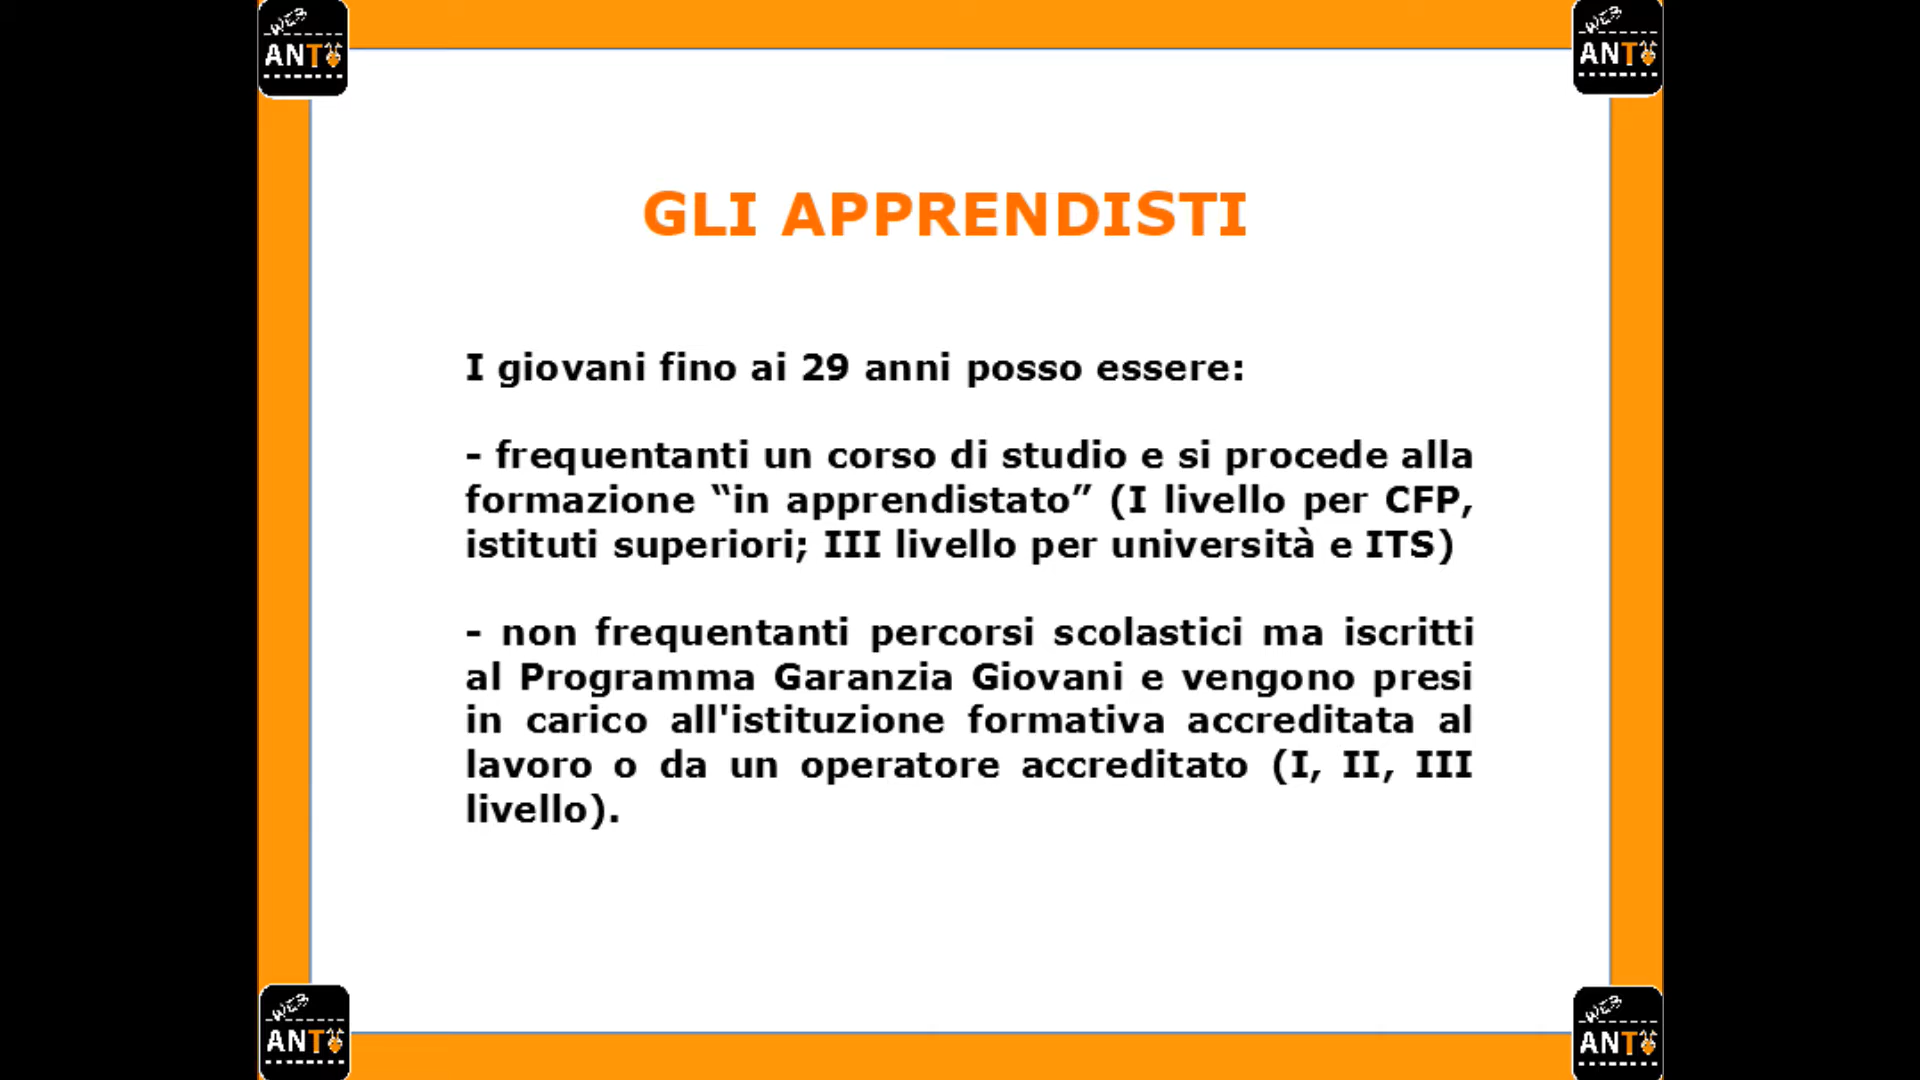 WEB
ANT
WEB
ANT
GLI APPRENDISTI
I giovani fino ai 29 anni posso essere:
- frequentanti un corso di studio e si procede alla
formazione “in apprendistato” (I livello per CFP,
istituti superiori; III livello per università e ITS)
- non frequentanti percorsi scolastici ma iscritti
al Programma Garanzia Giovani e vengono presi
in carico all'istituzione formativa accreditata al
lavoro o da un operatore accreditato (I, II, III
livello).
WEB
ANT
WEB
ANT